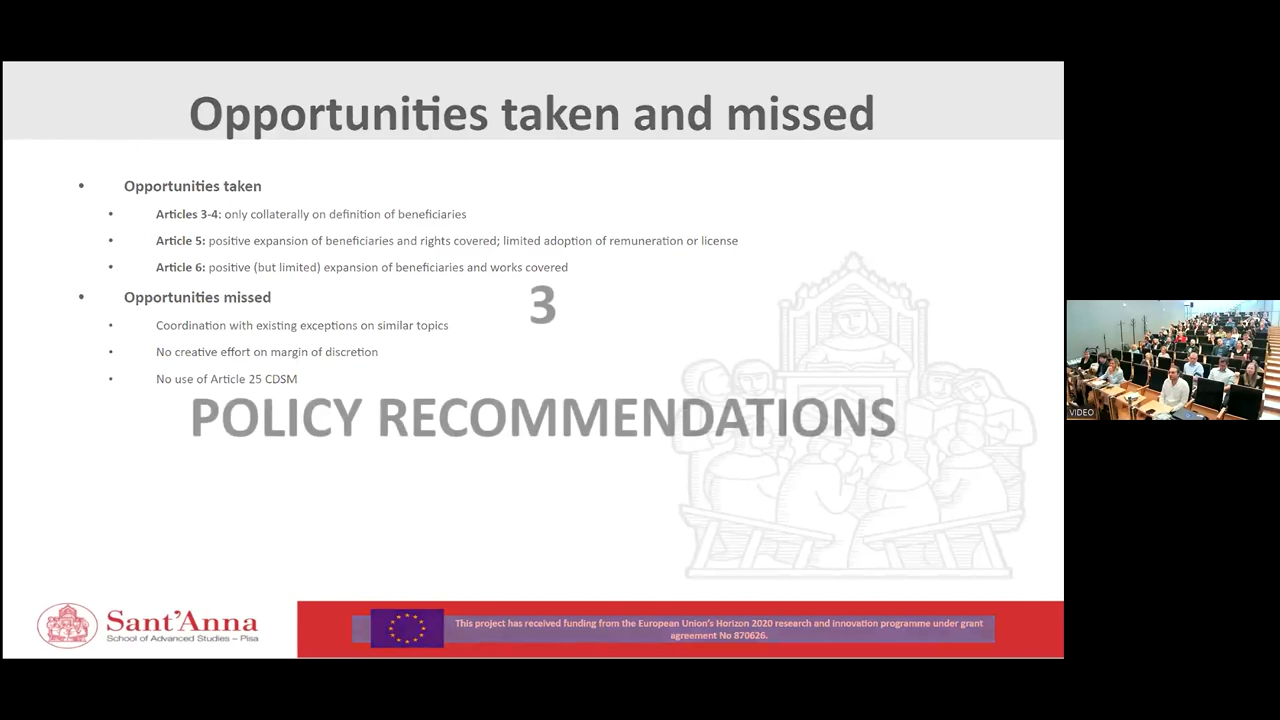 Opportunities taken and missed
• Opportunities taken
• Articles 3-4: only collaterally on definition of beneficiaries
• Article 5: positive expansion of beneficiaries and rights covered; limited adoption of remuneration or license
• Article 6: positive (but limited) expansion of beneficiaries and works covered
• Opportunities missed
3
• Coordination with existing exceptions on similar topics
• No creative effort on margin of discretion
• No use of Article 25 CDSM
POLICY RECOMMENDATIONS
VIDEO
Sant'Anna
School of Advanced Studies – Pisa
This project has received funding from the European Union's Horizon 2020 research and innovation programme under grant
agreement No 870626.